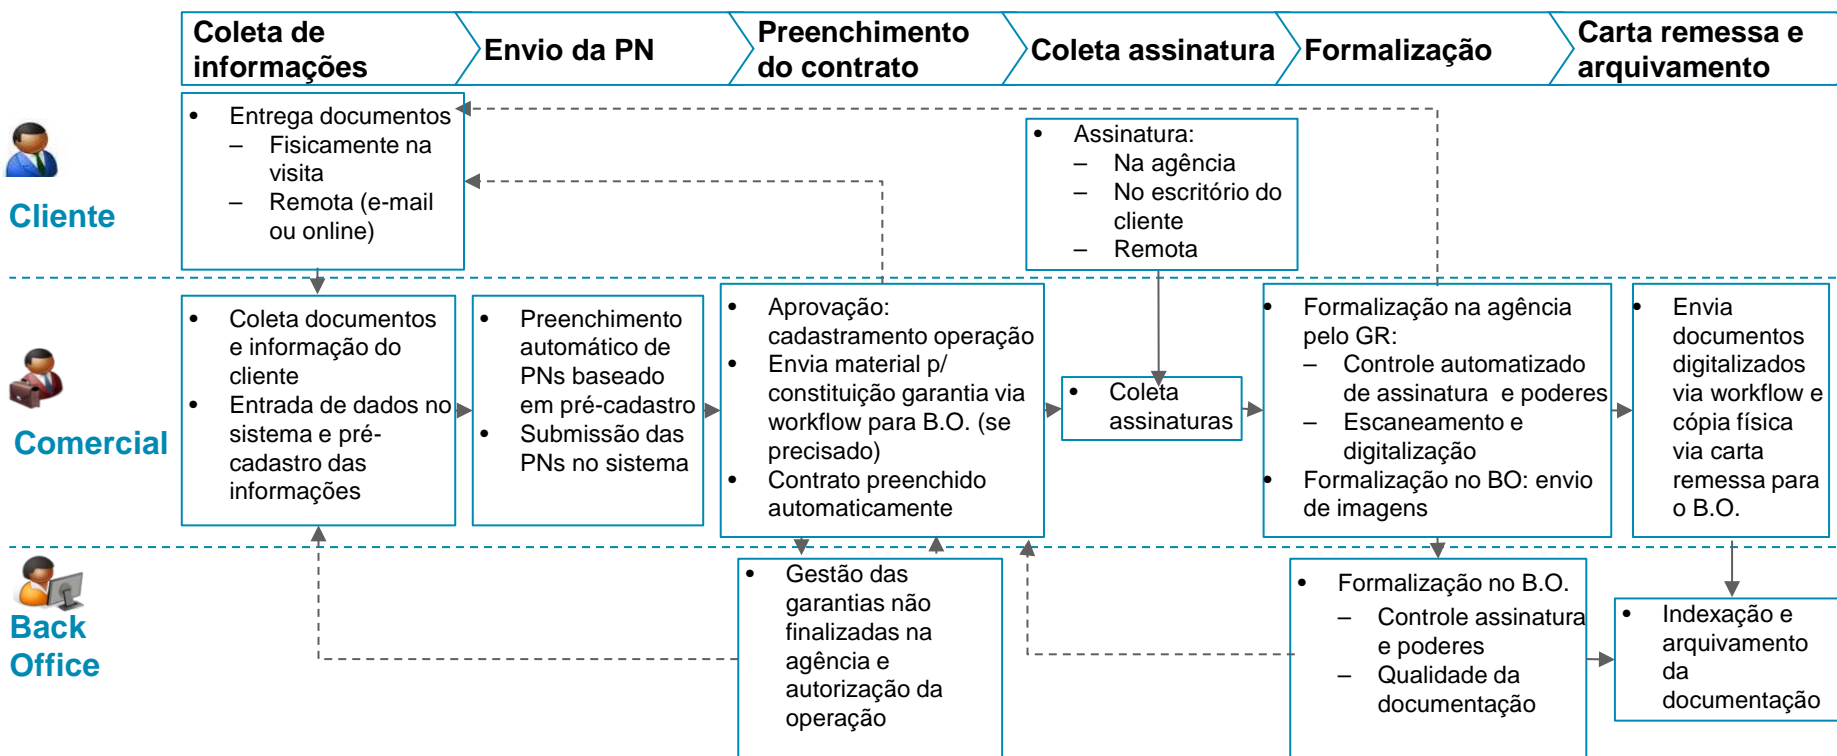 Coleta de
informações
Envio da PN
Preenchimento
do contrato
Coleta assinatura
Formalização
Carta remessa e
arquivamento
Cliente
• Entrega documentos
– Fisicamente na
visita
– Remota (e-mail
ou online)
• Assinatura:
– Na agência
– No escritório do
cliente
– Remota
Comercial
• Coleta documentos
e informação do
cliente
• Entrada de dados no
sistema e pré-
cadastro das
informações
• Preenchimento
automático de
PNs baseado
em pré-cadastro
• Submissão das
PNs no sistema
• Aprovação:
cadastramento operação
• Envia material p/
constituição garantia via
workflow para B.O. (se
precisado)
• Contrato preenchido
automaticamente
• Coleta
assinaturas
• Formalização na agência
pelo GR:
– Controle automatizado
de assinatura e poderes
– Escaneamento e
digitalização
• Formalização no BO: envio
de imagens
• Envia
documentos
digitalizados
via workflow e
cópia física
via carta
remessa para
o B.O.
Back
Office
• Gestão das
garantias não
finalizadas na
agência e
autorização da
operação
• Formalização no B.O.
– Controle assinatura
e poderes
– Qualidade da
documentação
• Indexação e
arquivamento
da
documentação